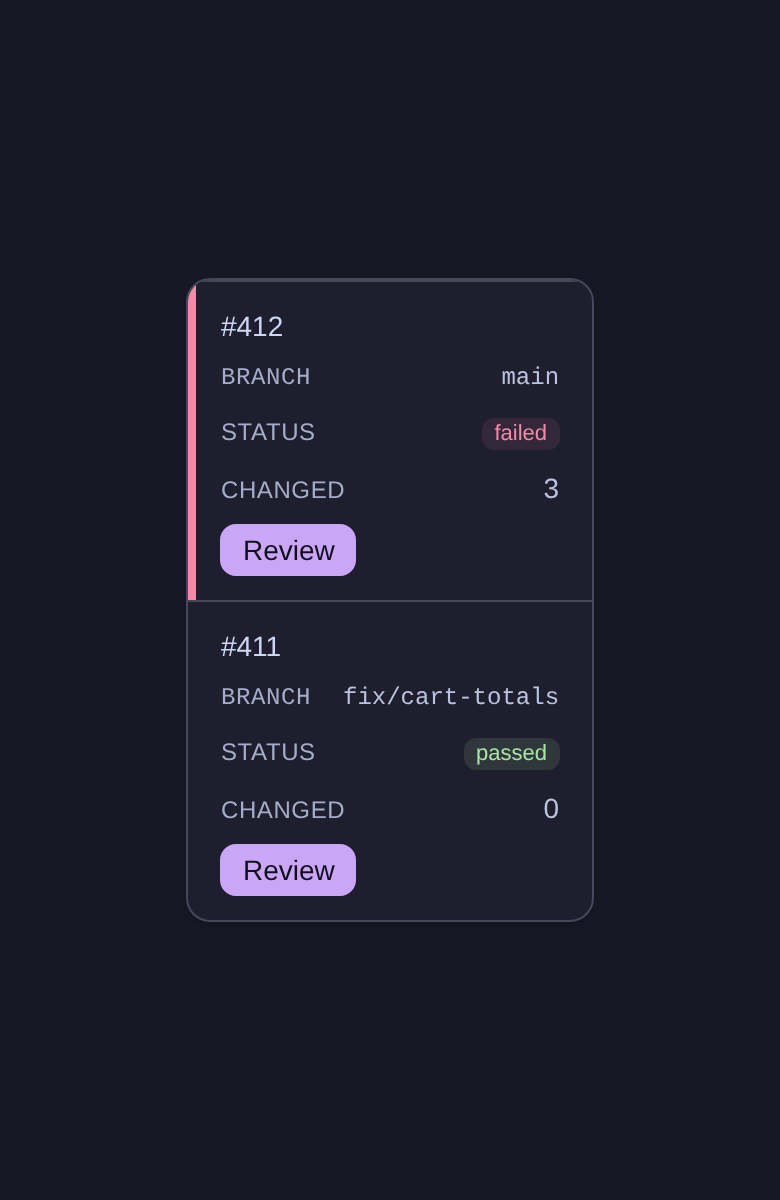 #412
BRANCH main
STATUS failed
CHANGED 3
Review
#411
BRANCH fix/cart-totals
STATUS passed
CHANGED 0
Review